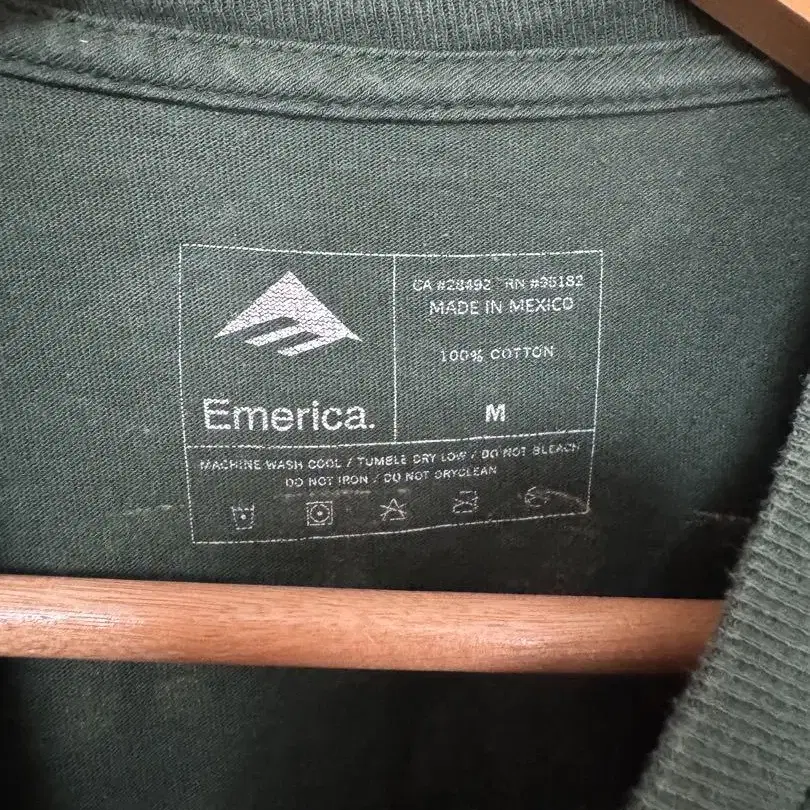 Emerica.
CA #28492 RN #95182
MADE IN MEXICO
100% COTTON
M
MACHINE WASH COOL / TUMBLE DRY LOW / DO NOT BLEACH
DO NOT IRON / DO NOT DRYCLEAN